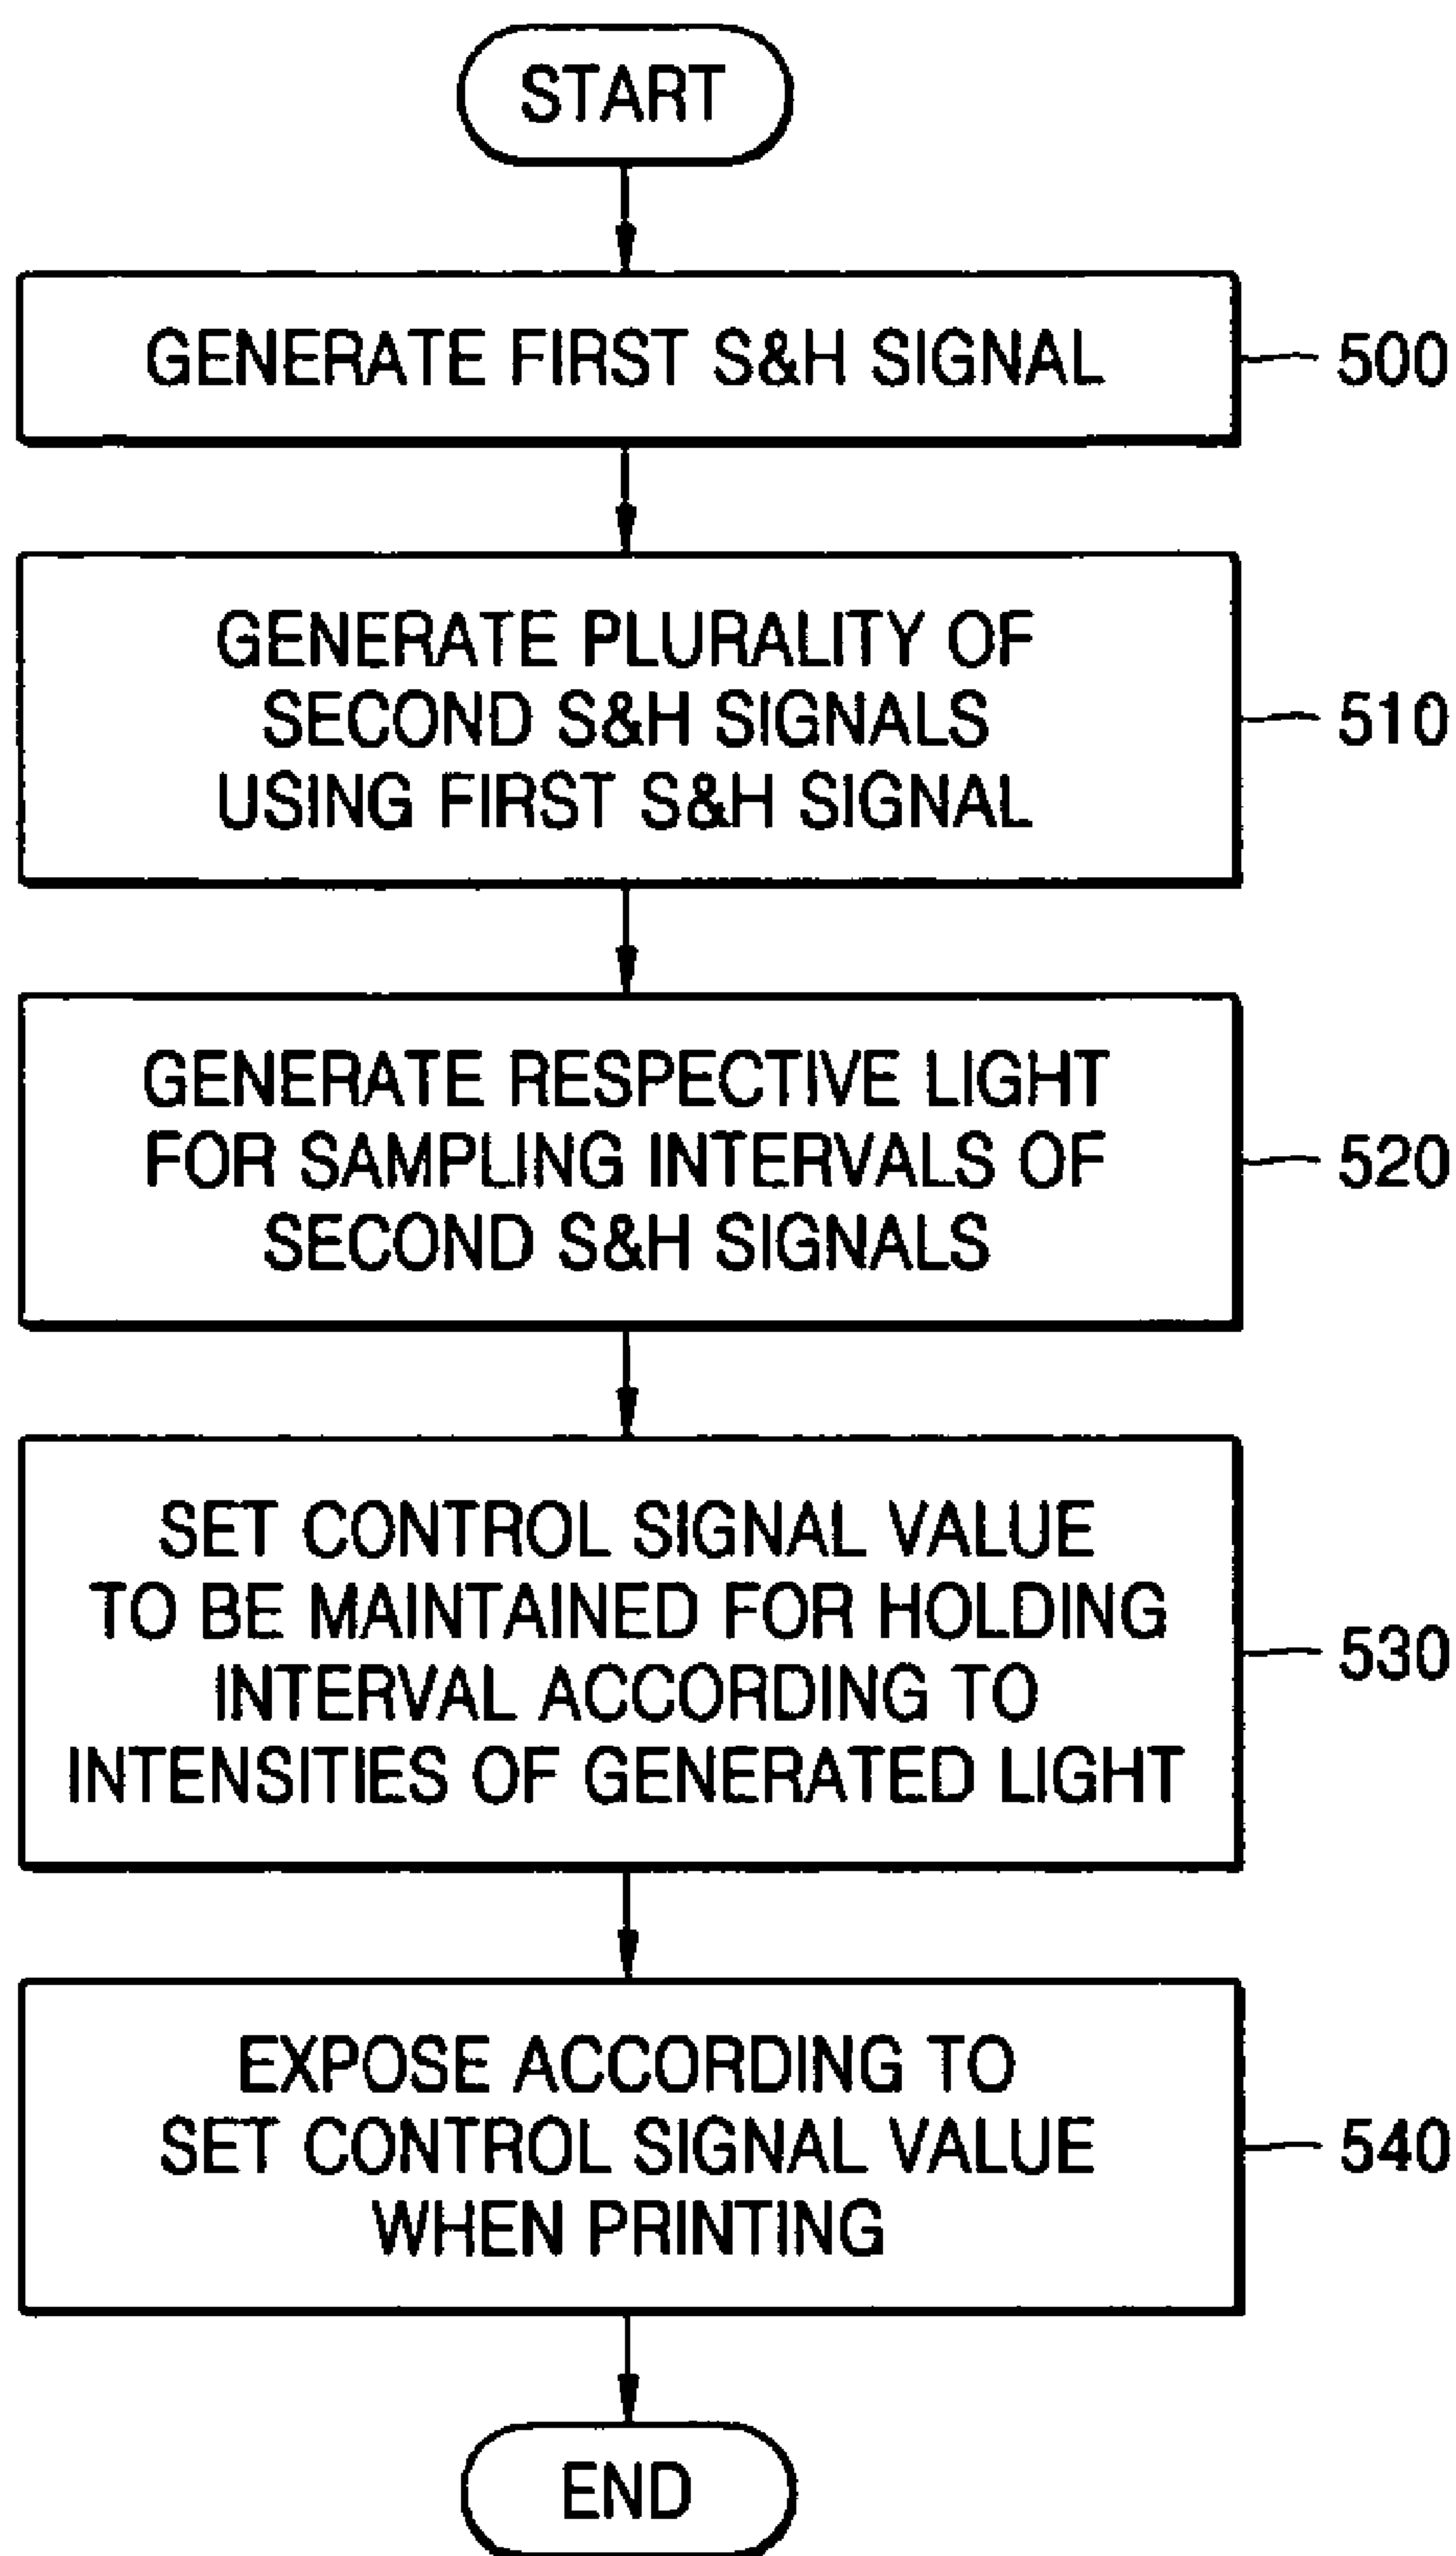 START
GENERATE FIRST S&H SIGNAL
500
GENERATE PLURALITY OF
SECOND S&H SIGNALS
USING FIRST S&H SIGNAL
510
GENERATE RESPECTIVE LIGHT
FOR SAMPLING INTERVALS OF
SECOND S&H SIGNALS
520
SET CONTROL SIGNAL VALUE
TO BE MAINTAINED FOR HOLDING
INTERVAL ACCORDING TO
INTENSITIES OF GENERATED LIGHT
530
EXPOSE ACCORDING TO
SET CONTROL SIGNAL VALUE
WHEN PRINTING
540
END